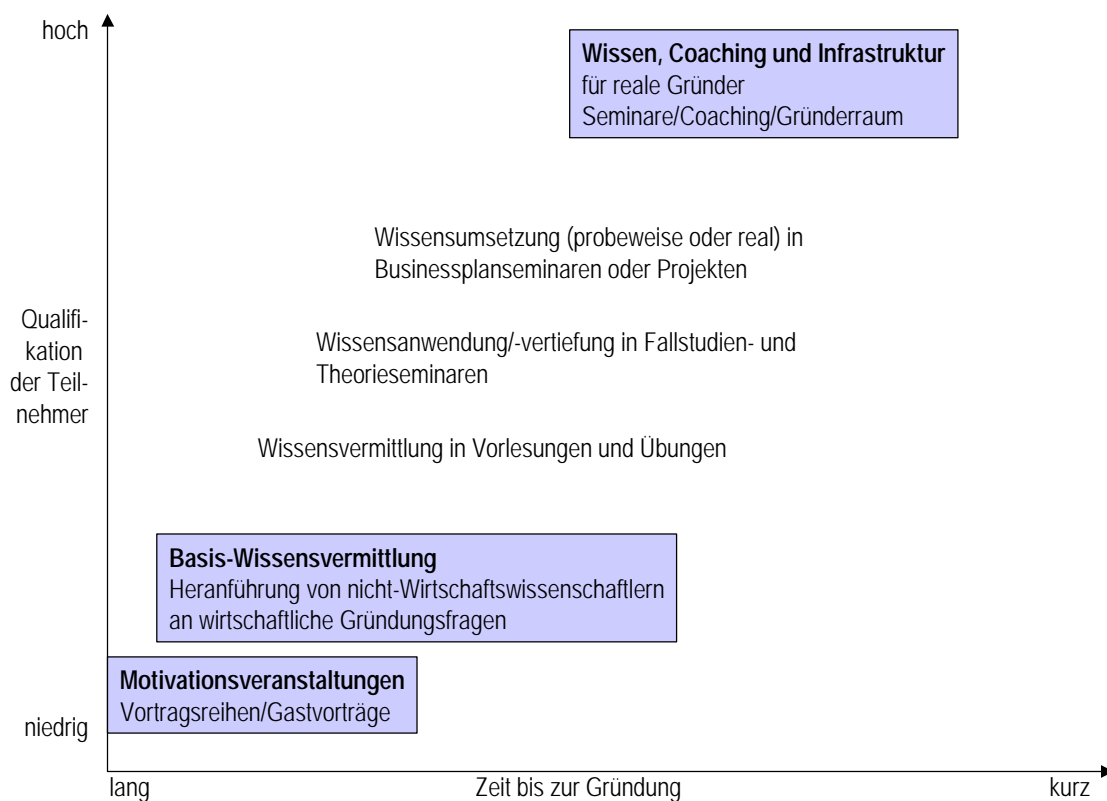 hoch
Wissen, Coaching und Infrastruktur
für reale Gründer
Seminare/Coaching/Gründerraum
Wissensumsetzung (probeweise oder real) in
Businessplanseminaren oder Projekten
Qualifi-
kation
der Teil-
nehmer
Wissensanwendung/-vertiefung in Fallstudien- und
Theorieseminaren
Wissensvermittlung in Vorlesungen und Übungen
Basis-Wissensvermittlung
Heranführung von nicht-Wirtschaftswissenschaftlern
an wirtschaftliche Gründungsfragen
Motivationsveranstaltungen
Vortragsreihen/Gastvorträge
niedrig
lang
Zeit bis zur Gründung
kurz